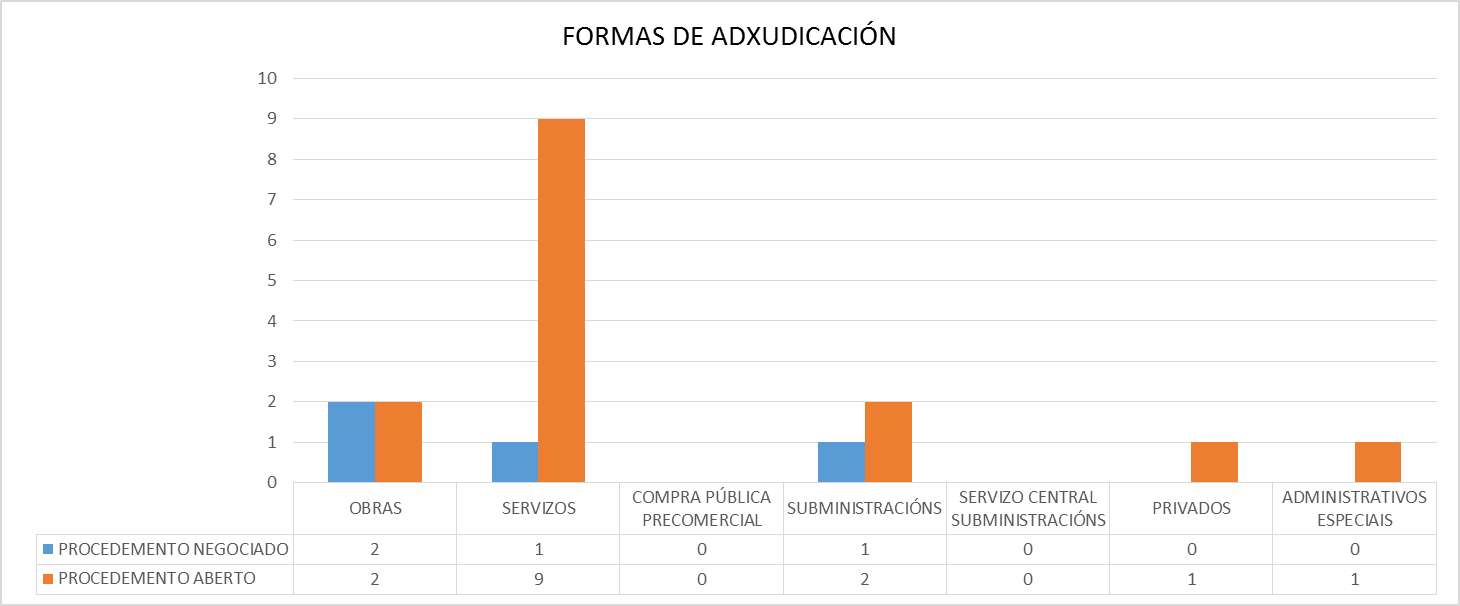 FORMAS DE ADXUDICACIÓN
10
9
8
7
6
5
4
3
2
1
0
OBRAS
SERVIZOS
COMPRA PÚBLICA
PRECOMERCIAL
SUBMINISTRACIÓNS
SERVIZO CENTRAL
SUBMINISTRACIÓNS
PRIVADOS
ADMINISTRATIVOS
ESPECIAIS
PROCEDEMENTO NEGOCIADO 2 1 0 1 0 0 0
PROCEDEMENTO ABERTO 2 9 0 2 0 1 1